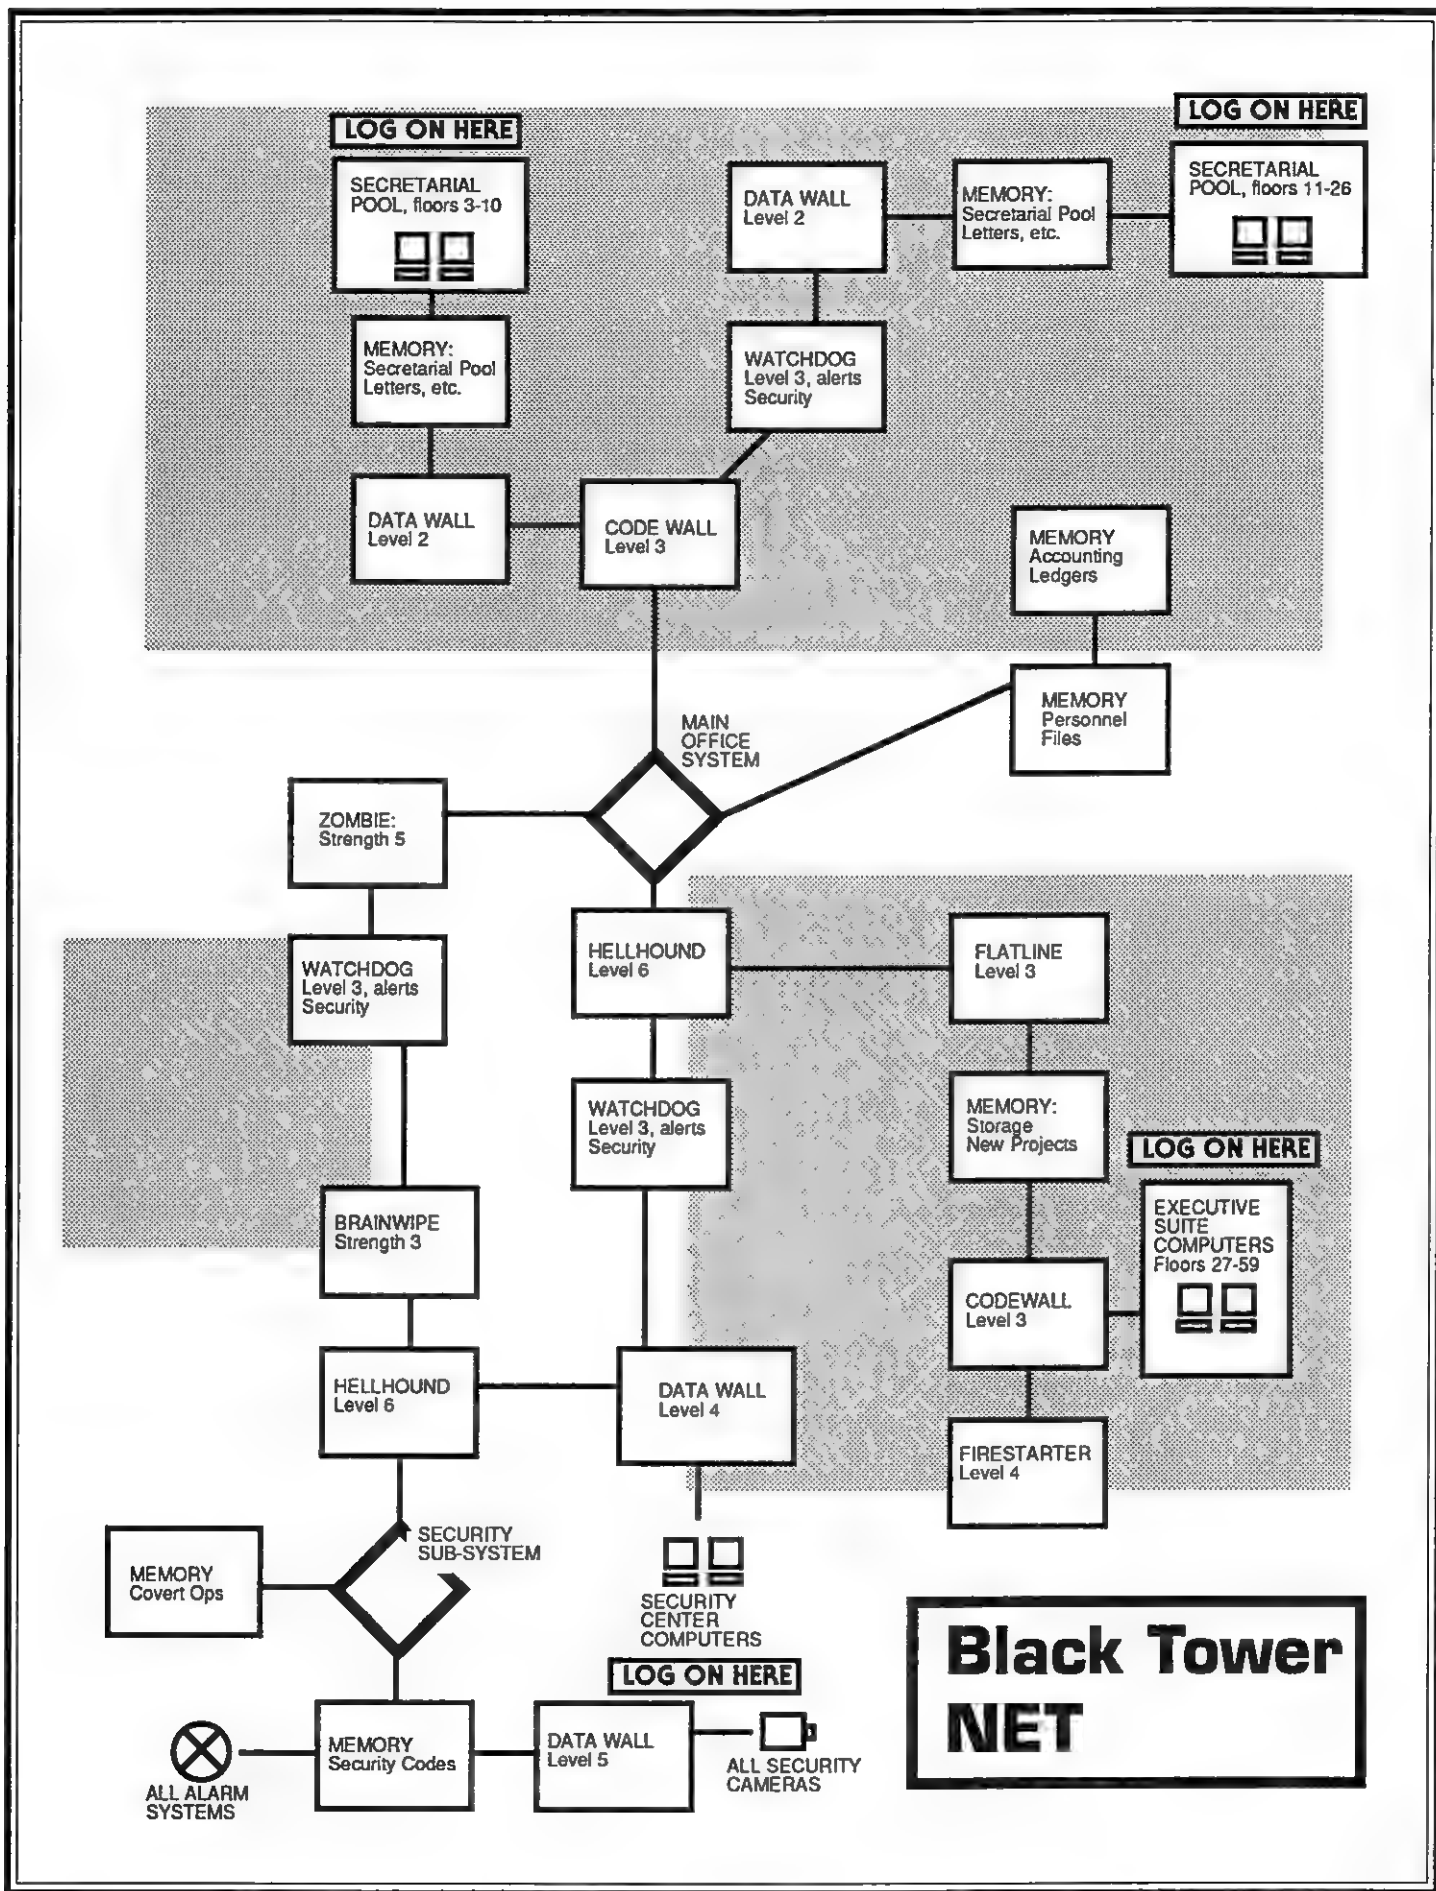 LOG ON HERE
SECRETARIAL
POOL, floors 3-10
MEMORY:
Secretarial Pool
Letters, etc.
DATA WALL
Level 2
LOG ON HERE
SECRETARIAL
POOL, floors 11-26
MEMORY:
Secretarial Pool
Letters, etc.
DATA WALL
Level 2
WATCHDOG
Level 3, alerts
Security
CODE WALL
Level 3
MEMORY
Accounting
Ledgers
MEMORY
Personnel
Files
MAIN
OFFICE
SYSTEM
ZOMBIE:
Strength 5
WATCHDOG
Level 3, alerts
Security
BRAINWIPE
Strength 3
HELLHOUND
Level 6
HELLHOUND
Level 6
WATCHDOG
Level 3, alerts
Security
DATA WALL
Level 4
FLATLINE
Level 3
MEMORY:
Storage
New Projects
LOG ON HERE
EXECUTIVE
SUITE
COMPUTERS
Floors 27-59
CODEWALL
Level 3
FIRESTARTER
Level 4
SECURITY
SUB-SYSTEM
MEMORY
Covert Ops
SECURITY
CENTER
COMPUTERS
LOG ON HERE
ALL ALARM
SYSTEMS
MEMORY
Security Codes
DATA WALL
Level 5
ALL SECURITY
CAMERAS
Black Tower
NET